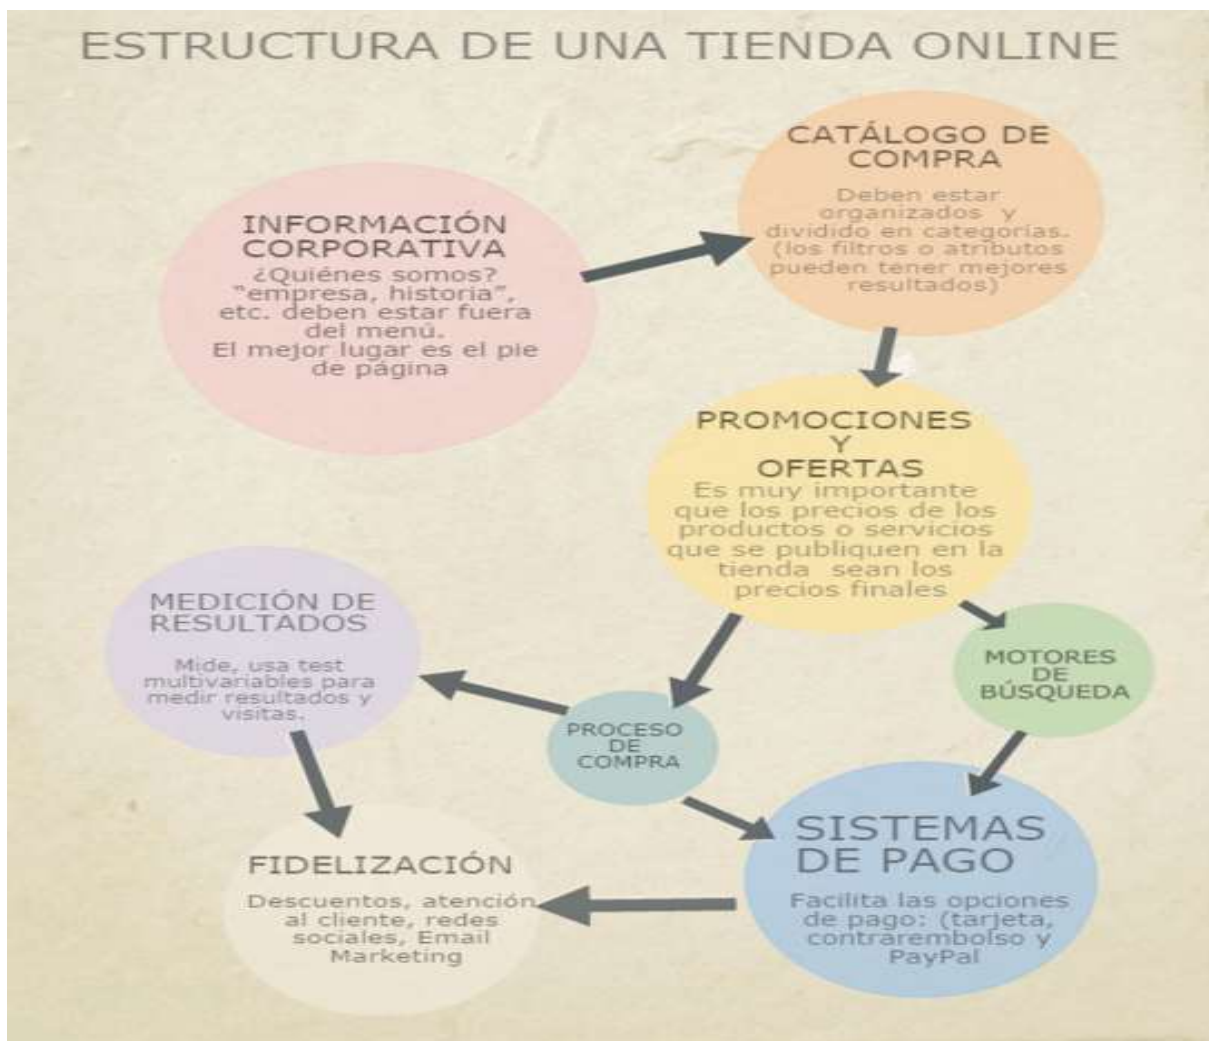 ESTRUCTURA DE UNA TIENDA ONLINE
INFORMACIÓN
CORPORATIVA
¿Quiénes somos?
"empresa, historia",
etc. deben estar fuera
del menú.
El mejor lugar es el pie
de página
CATÁLOGO DE
COMPRA
Deben estar
organizados y
dividido en categorías.
(los filtros o atributos
pueden tener mejores
resultados)
PROMOCIONES
Y
OFERTAS
Es muy importante
que los precios de los
productos o servicios
que se publiquen en la
tienda sean los
precios finales
MOTORES
DE
BÚSQUEDA
PROCESO
DE
COMPRA
MEDICIÓN DE
RESULTADOS
Mide, usa test
multivariables para
medir resultados y
visitas.
SISTEMAS
DE PAGO
Facilita las opciones
de pago: (tarjeta,
contrarembolso y
PayPal
FIDELIZACIÓN
Descuentos, atención
al cliente, redes
sociales, Email
Marketing